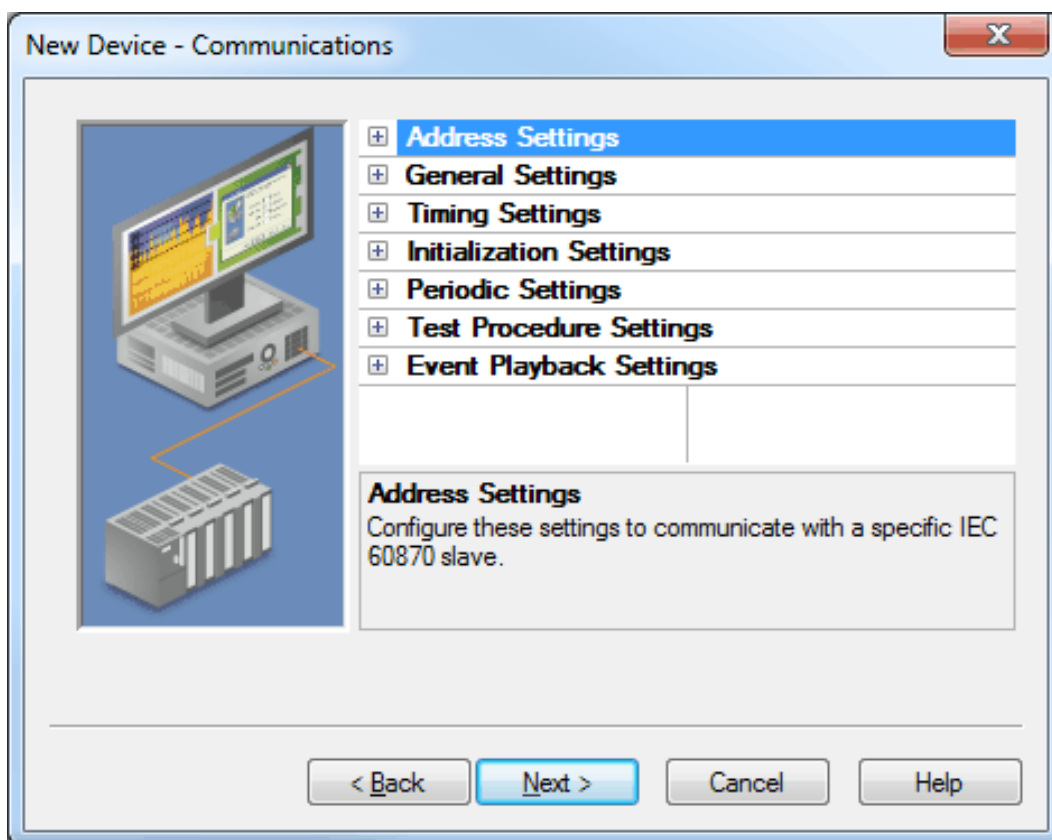 New Device - Communications
Address Settings
General Settings
Timing Settings
Initialization Settings
Periodic Settings
Test Procedure Settings
Event Playback Settings
Address Settings
Configure these settings to communicate with a specific IEC
60870 slave.
< Back
Next >
Cancel
Help